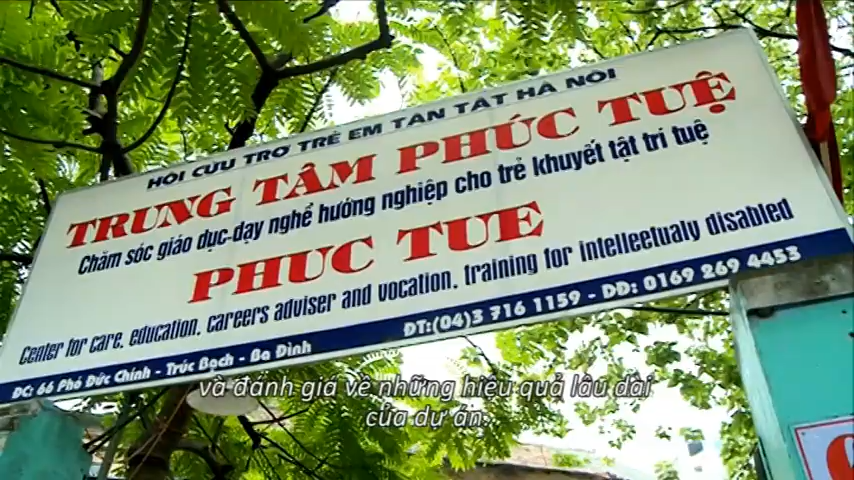 HỘI CỨU TRỢ TRẺ EM TÀN TẬT HÀ NỘI
TRUNG TÂM PHÚC TUỆ
Chăm sóc giáo dục,dạy nghề hướng nghiệp cho trẻ khuyết tật trí tuệ
PHUC TUE
Center for care, education, careers adviser and vocation, training for intellectualy disabled
ĐC: 66 Phó Đức Chính - Trúc Bạch - Ba Đình ĐT:(04)3 716 1159 - DĐ: 0169 269 4453
và đánh giá về những hiệu quả lâu dài
của dự án.